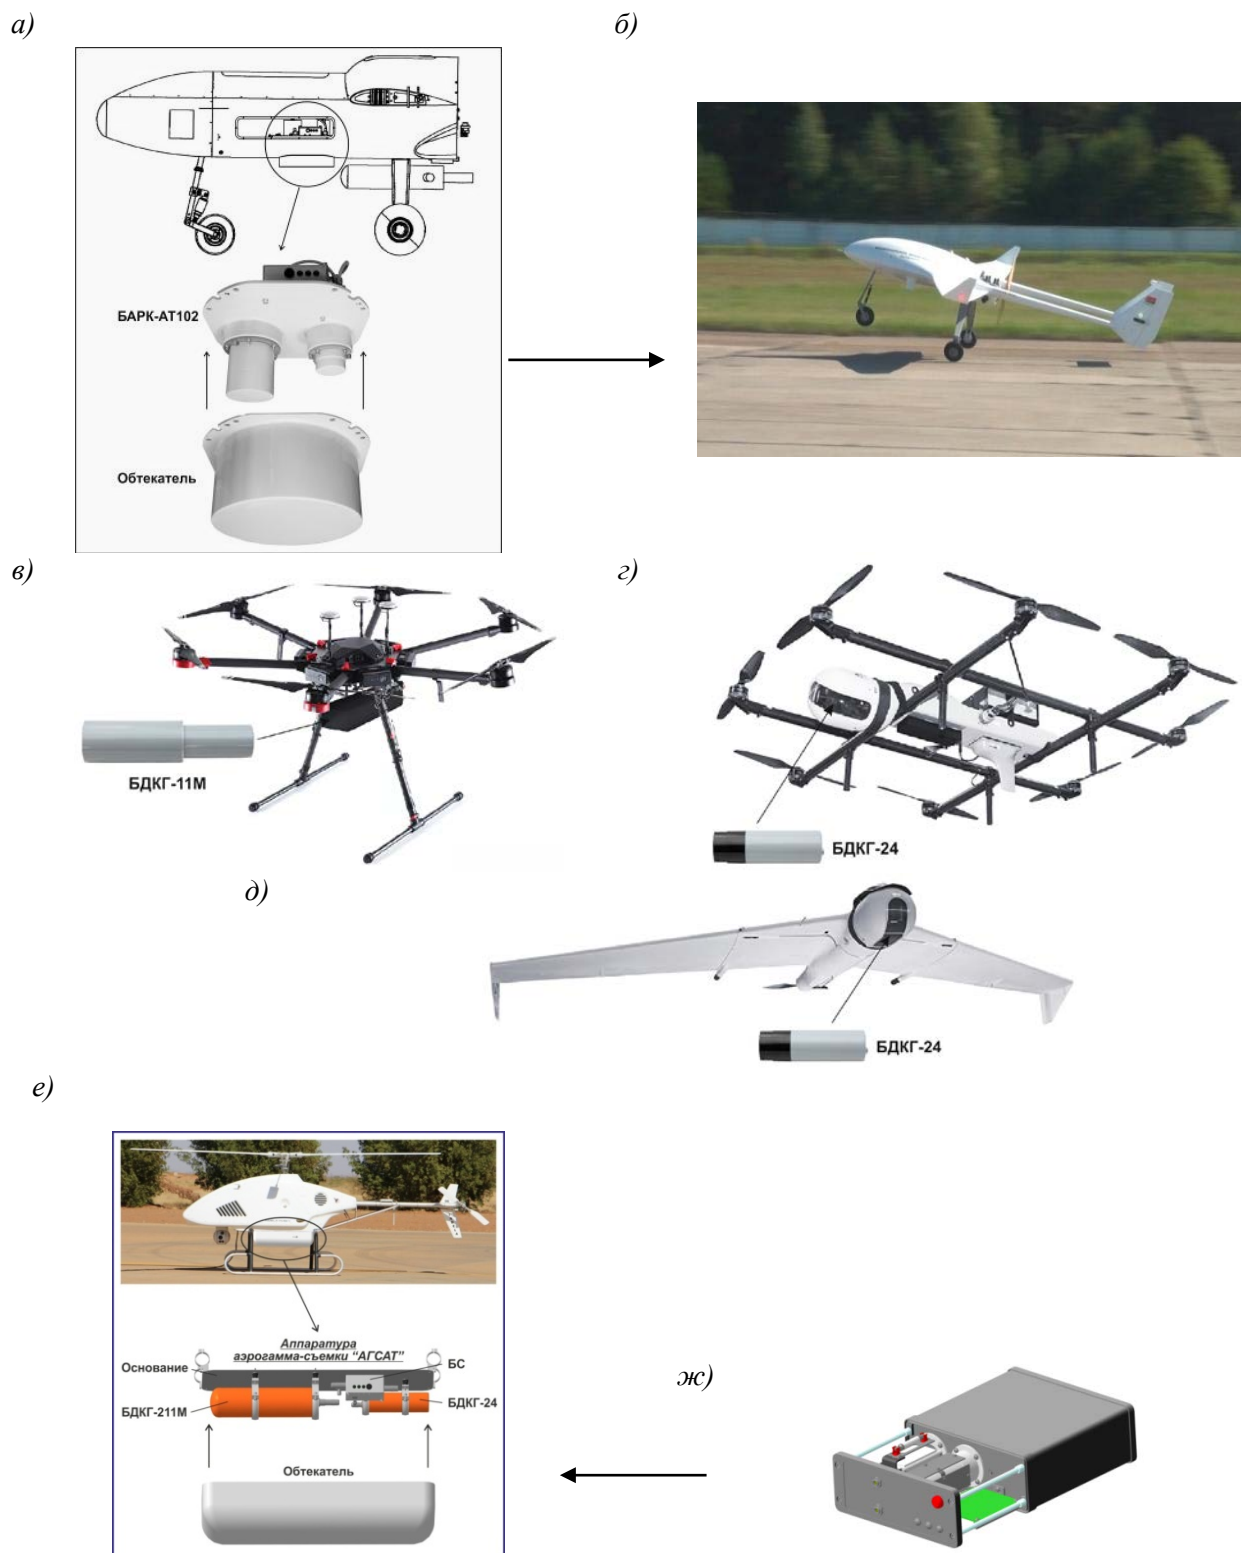 а)
б)
БАРК-АТ102
Обтекатель
в)
г)
БДКГ-11М
БДКГ-24
д)
БДКГ-24
е)
Аппаратура
аэрогамма-съемки "АГСАТ"
Основание
БС
БДКГ-211М
БДКГ-24
Обтекатель
ж)